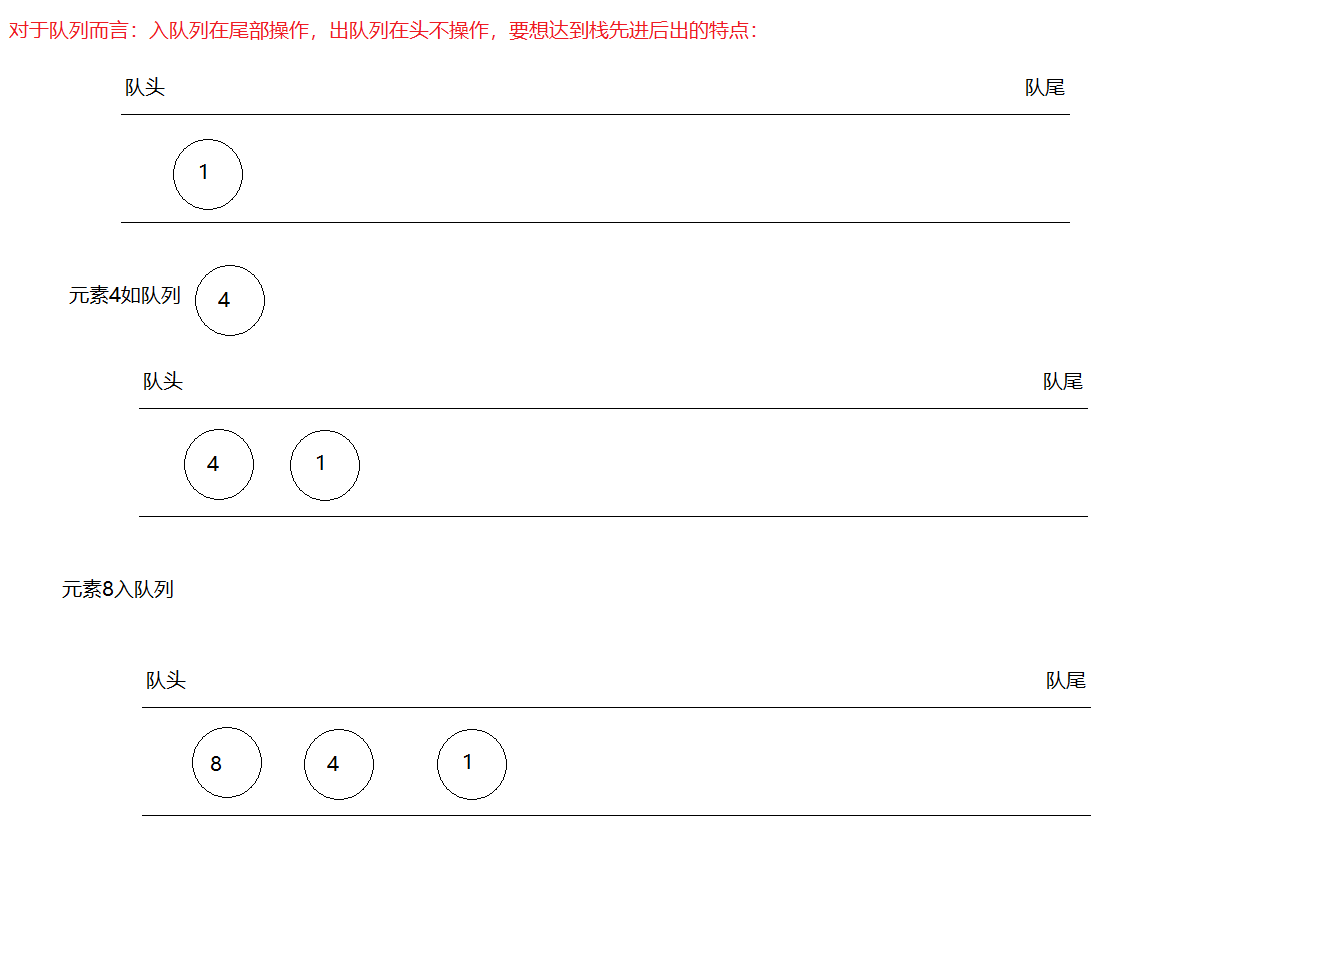 对于队列而言：入队列在尾部操作，出队列在头不操作，要想达到栈先进后出的特点：
队头 队尾
1
元素4如队列 4
队头 队尾
4 1
元素8入队列
队头 队尾
8 4 1